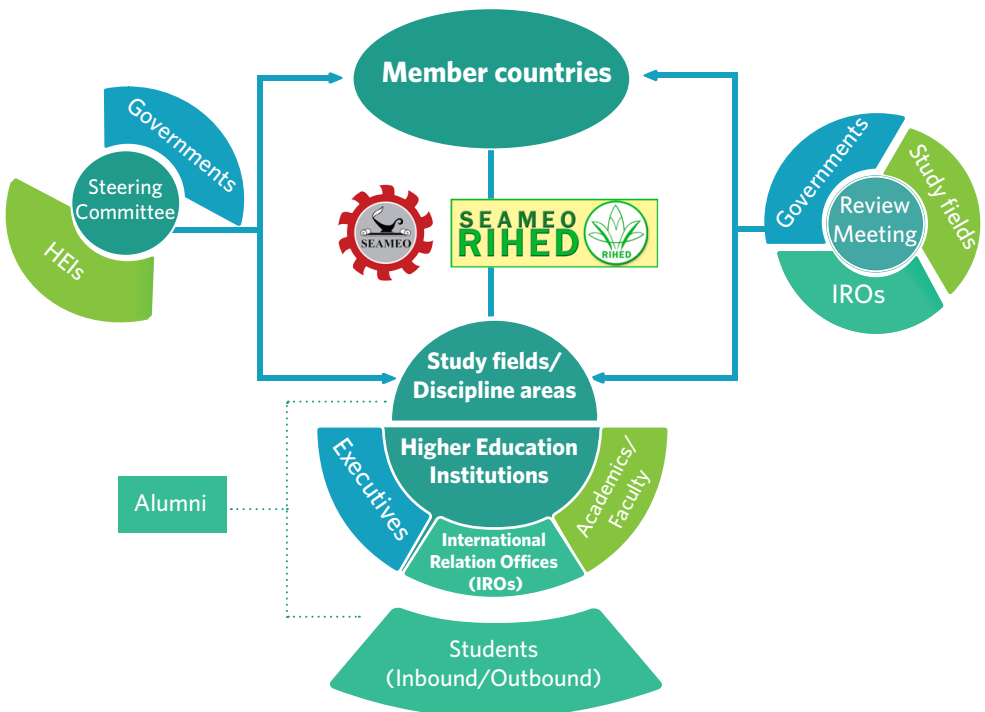 Member countries
Governments
Steering
Committee
HEIs
SEAMEO
SEAMEO
RIHED
RIHED
Governments
Study fields
Review
Meeting
IROs
Study fields/
Discipline areas
Higher Education
Institutions
Executives
Academics/
Faculty
International
Relation Offices
(IROs)
Alumni
Students
(Inbound/Outbound)